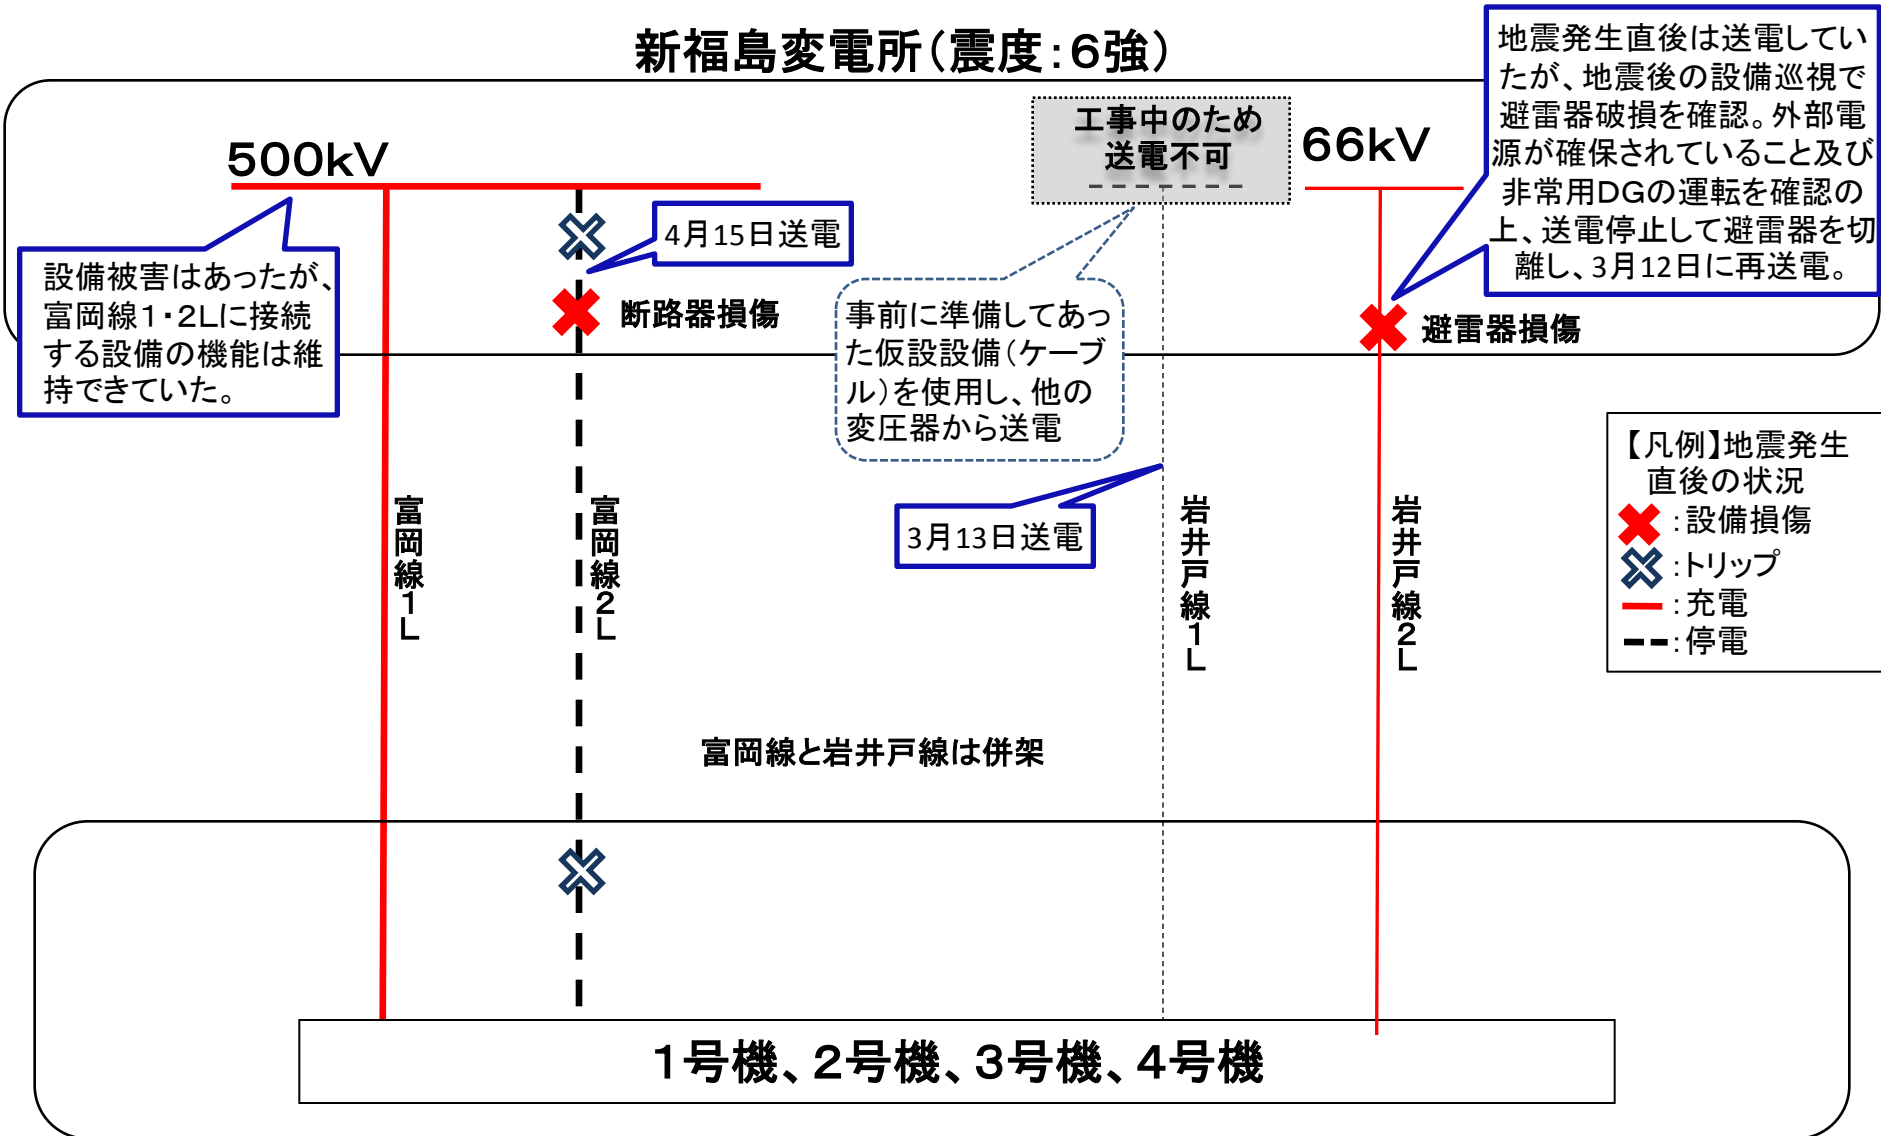 新福島変電所(震度:6強)
地震発生直後は送電してい
たが、地震後の設備巡視で
避雷器破損を確認。外部電
源が確保されていること及び
非常用DGの運転を確認の
上、送電停止して避雷器を切
離し、3月12日に再送電。
500kV
工事中のため
送電不可
66kV
4月15日送電
設備被害はあったが、
富岡線1・2Lに接続
する設備の機能は維
持できていた。
断路器損傷
事前に準備してあっ
た仮設設備(ケーブ
ル)を使用し、他の
変圧器から送電
避雷器損傷
【凡例】地震発生
直後の状況
:設備損傷
:トリップ
:充電
:停電
富岡線1L
富岡線2L
3月13日送電
岩井戸線1L
岩井戸線2L
富岡線と岩井戸線は併架
1号機、2号機、3号機、4号機